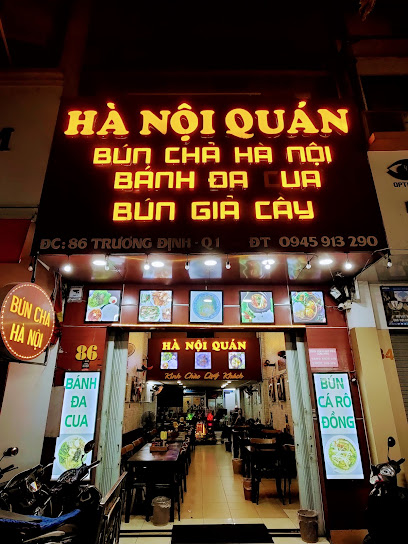 HÀ NỘI QUÁN
BÚN CHẢ HÀ NỘI
BÁNH ĐA CUA
BÚN GIẢ CẦY
ĐC: 86 TRƯƠNG ĐỊNH - Q1 ĐT 0945 913 290
BÚN CHẢ
HÀ NỘI
86
HÀ NỘI QUÁN
Kính Chào Quý Khách
BÁNH
ĐA
CUA
BÚN
CÁ RÔ
ĐỒNG
OPT